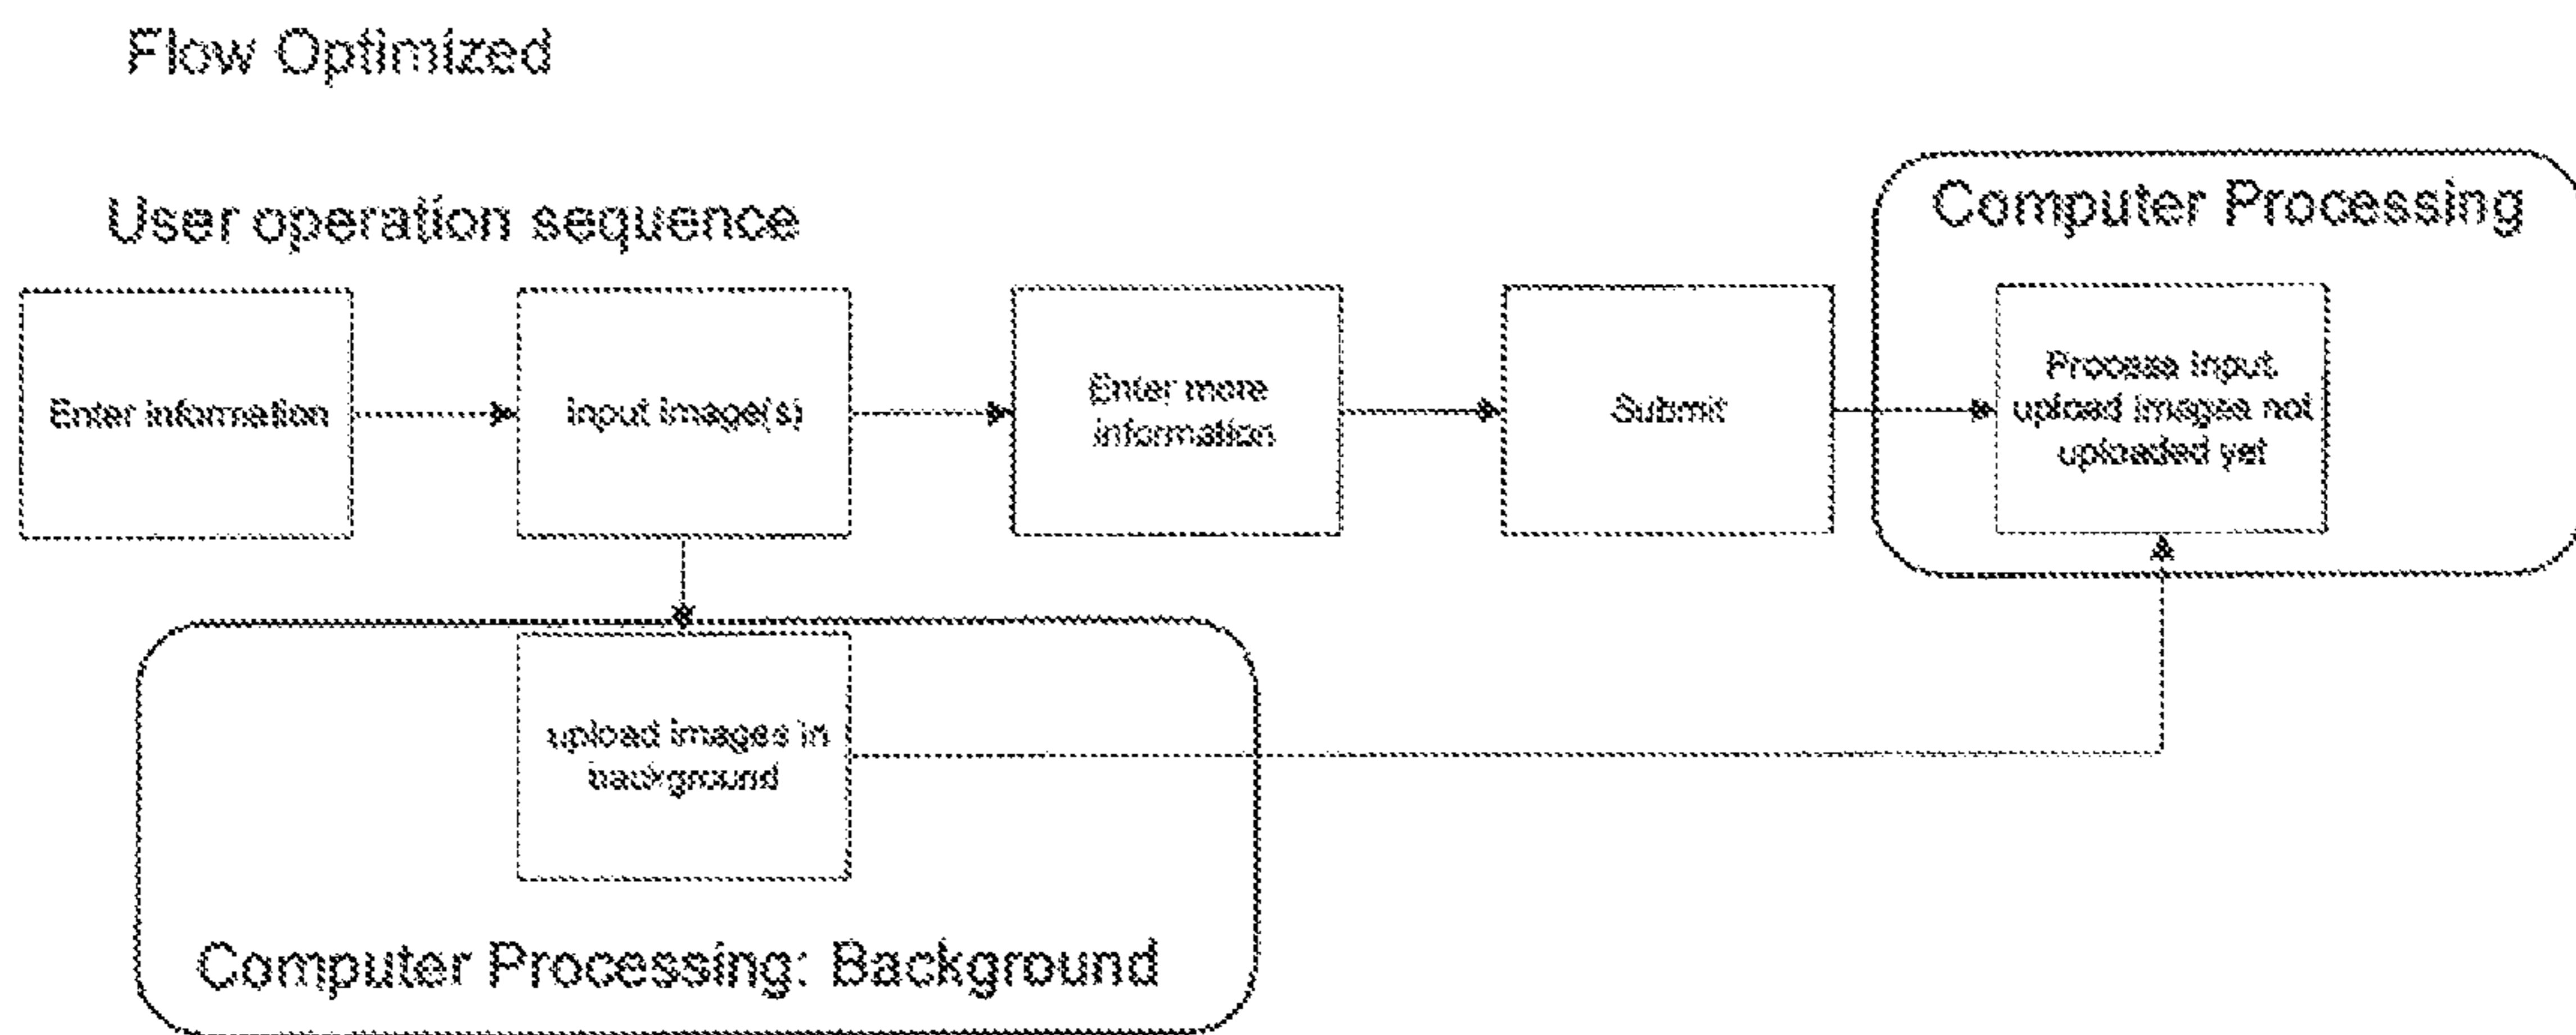 Flow Optimized
User operation sequence
Computer Processing
Enter information
Input image(s)
Enter more
information
Submit
Process input.
upload images not
uploaded yet
upload images in
background
Computer Processing: Background